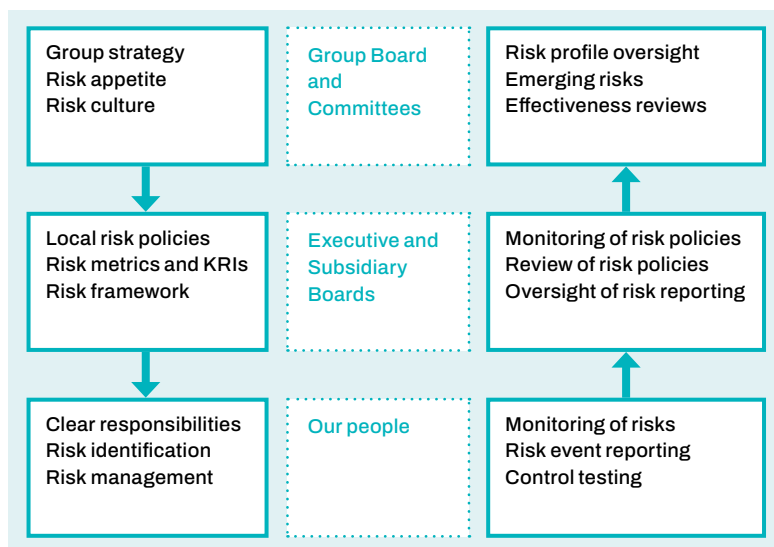 Group strategy
Risk appetite
Risk culture
Group Board
and
Committees
Risk profile oversight
Emerging risks
Effectiveness reviews
Local risk policies
Risk metrics and KRIs
Risk framework
Executive and
Subsidiary
Boards
Monitoring of risk policies
Review of risk policies
Oversight of risk reporting
Clear responsibilities
Risk identification
Risk management
Our people
Monitoring of risks
Risk event reporting
Control testing